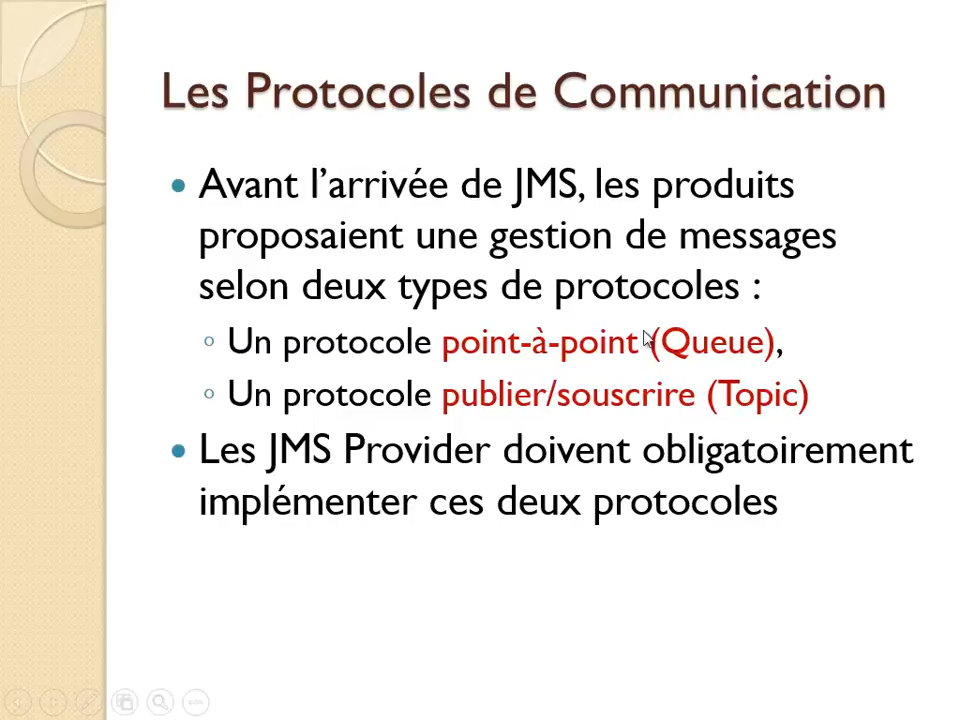 Les Protocoles de Communication
• Avant l’arrivée de JMS, les produits
proposaient une gestion de messages
selon deux types de protocoles :
◦ Un protocole point-à-point (Queue),
◦ Un protocole publier/souscrire (Topic)
• Les JMS Provider doivent obligatoirement
implémenter ces deux protocoles